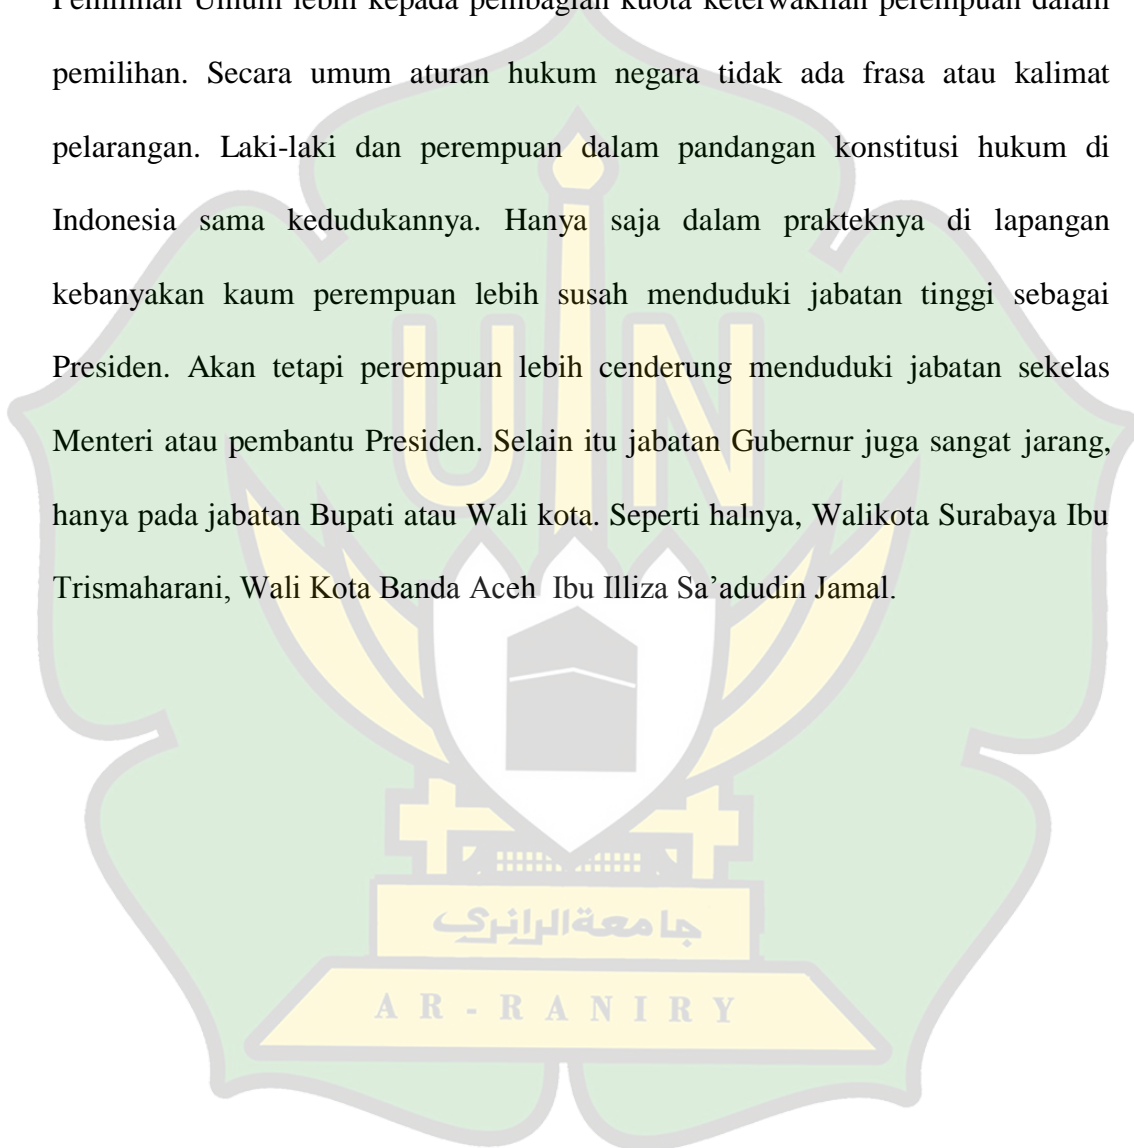 Pemilihan Umum lebih kepada pembagian kuota keterwakilan perempuan dalam
pemilihan. Secara umum aturan hukum negara tidak ada frasa atau kalimat
pelarangan. Laki-laki dan perempuan dalam pandangan konstitusi hukum di
Indonesia sama kedudukannya. Hanya saja dalam prakteknya di lapangan
kebanyakan kaum perempuan lebih susah menduduki jabatan tinggi sebagai
Presiden. Akan tetapi perempuan lebih cenderung menduduki jabatan sekelas
Menteri atau pembantu Presiden. Selain itu jabatan Gubernur juga sangat jarang,
hanya pada jabatan Bupati atau Wali kota. Seperti halnya, Walikota Surabaya Ibu
Trismaharani, Wali Kota Banda Aceh Ibu Illiza Sa’adudin Jamal.
UIN
جامعة الرانري
AR-RANIRY